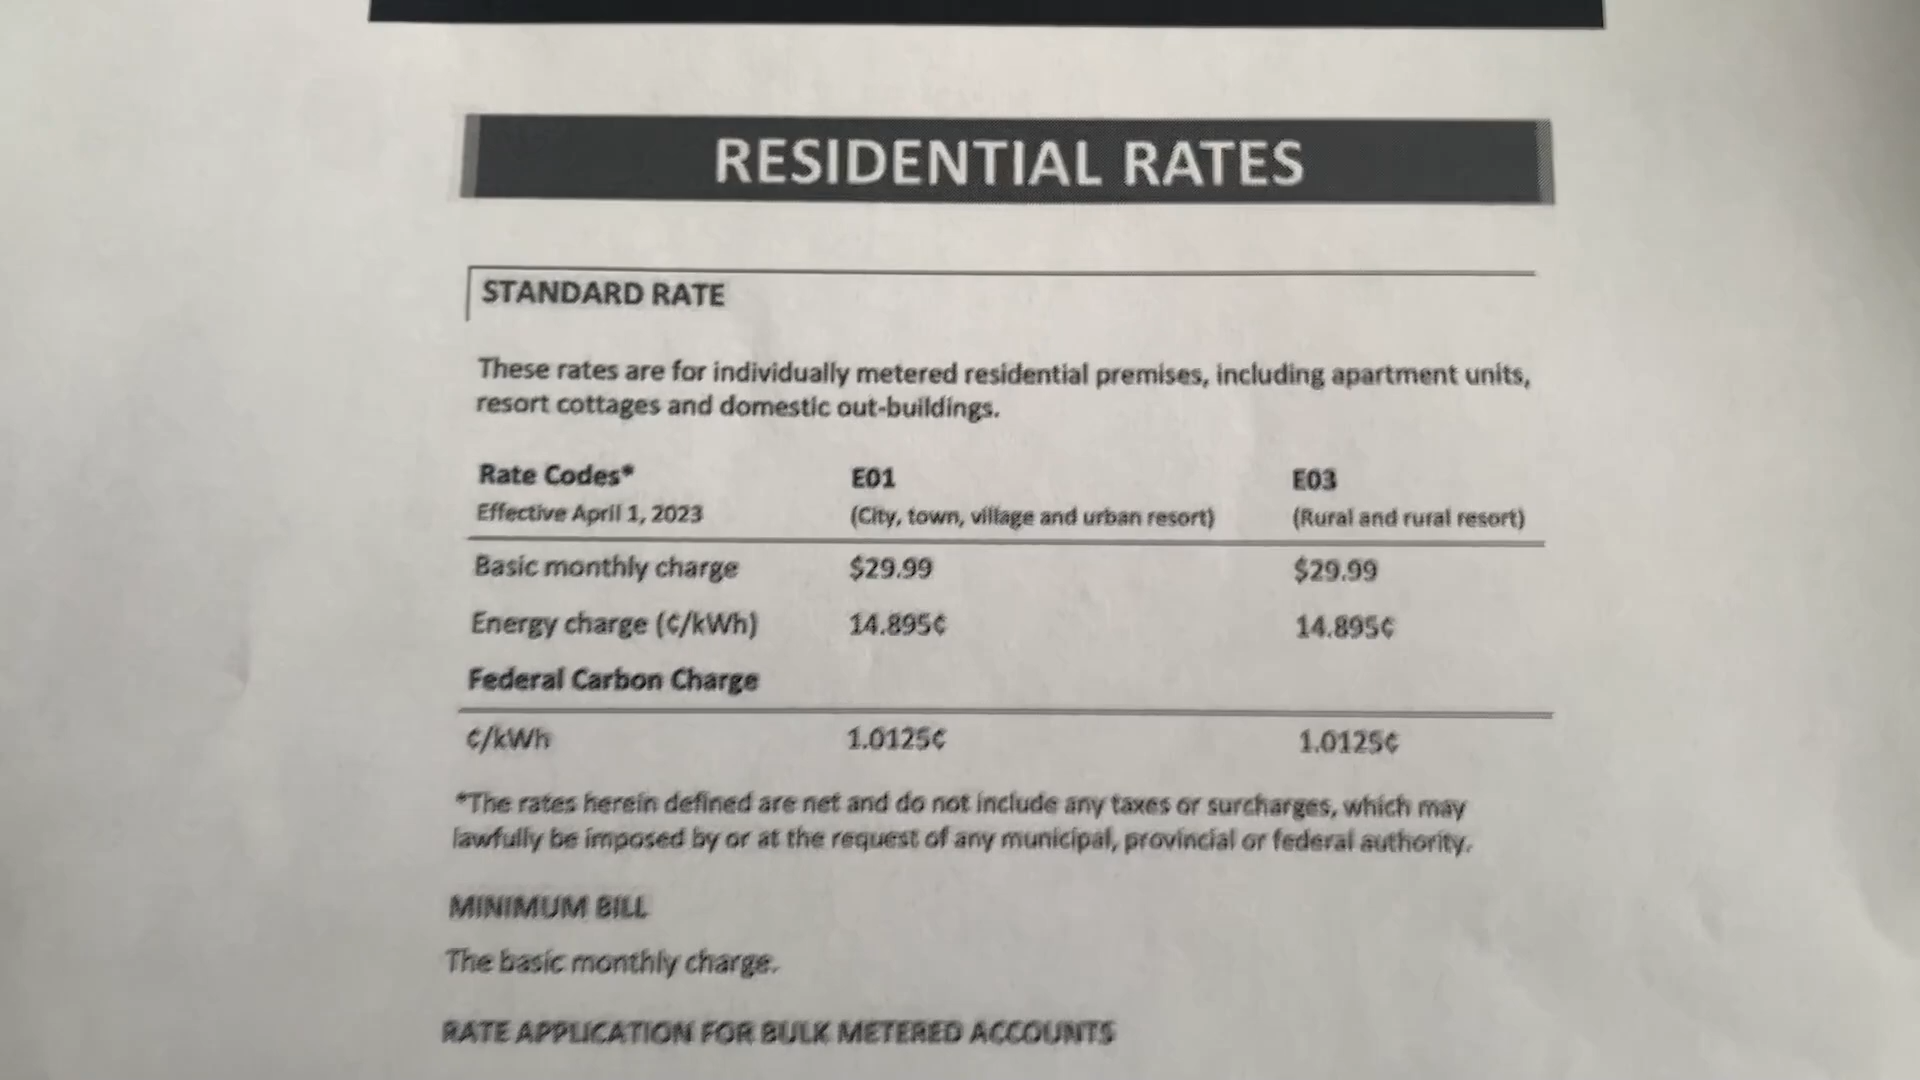 RESIDENTIAL RATES
STANDARD RATE
These rates are for individually metered residential premises, including apartment units,
resort cottages and domestic out-buildings.
Rate Codes* E01 E03
Effective April 1, 2023 (City, town, village and urban resort) (Rural and rural resort)
Basic monthly charge $29.99 $29.99
Energy charge (¢/kWh) 14.895¢ 14.895¢
Federal Carbon Charge
¢/kWh 1.0125¢ 1.0125¢
*The rates herein defined are net and do not include any taxes or surcharges, which may
lawfully be imposed by or at the request of any municipal, provincial or federal authority.
MINIMUM BILL
The basic monthly charge.
RATE APPLICATION FOR BULK METERED ACCOUNTS